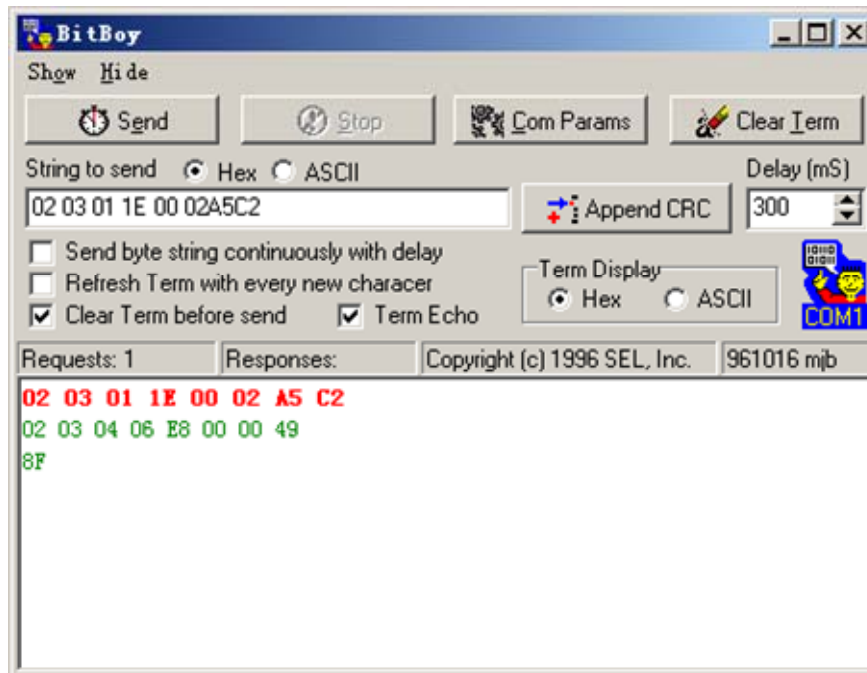 BitBoy
Show Hide
Send Stop Com Params Clear Term
String to send Hex ASCII Delay (mS)
02 03 01 1E 00 02A5C2 Append CRC 300
Send byte string continuously with delay
Refresh Term with every new characer
Term Display
Hex ASCII
Clear Term before send Term Echo
COM1
Requests: 1 Responses: Copyright (c) 1996 SEL, Inc. 961016 mjb
02 03 01 1E 00 02 A5 C2
02 03 04 06 E8 00 00 49
8F